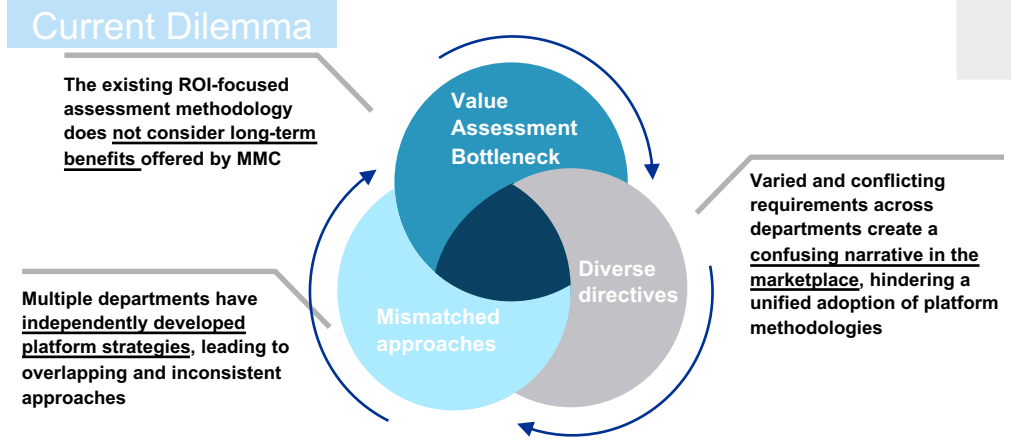 Current Dilemma
The existing ROI-focused
assessment methodology
does not consider long-term
benefits offered by MMC
Value
Assessment
Bottleneck
Varied and conflicting
requirements across
departments create a
confusing narrative in the
marketplace, hindering a
unified adoption of platform
methodologies
Diverse
directives
Multiple departments have
independently developed
platform strategies, leading to
overlapping and inconsistent
approaches
Mismatched
approaches